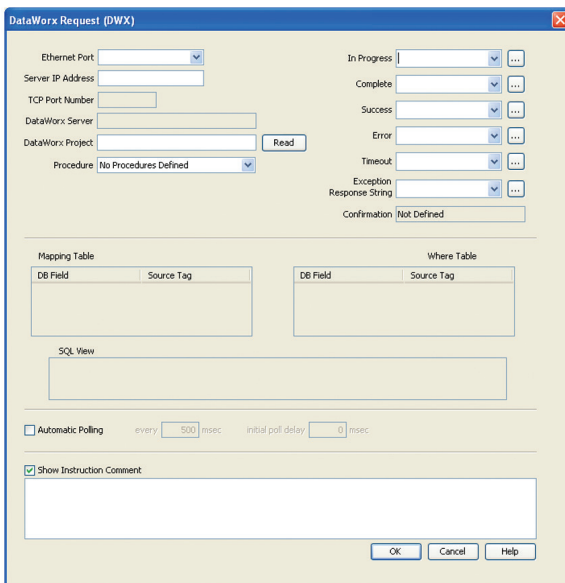 DataWorx Request (DWX)
Ethernet Port
Server IP Address
TCP Port Number
DataWorx Server
DataWorx Project
Read
Procedure No Procedures Defined
In Progress
...
Complete
...
Success
...
Error
...
Timeout
...
Exception
Response String
...
Confirmation Not Defined
Mapping Table
DB Field Source Tag
Where Table
DB Field Source Tag
SQL View
Automatic Polling every 500 msec initial poll delay 0 msec
Show Instruction Comment
OK Cancel Help